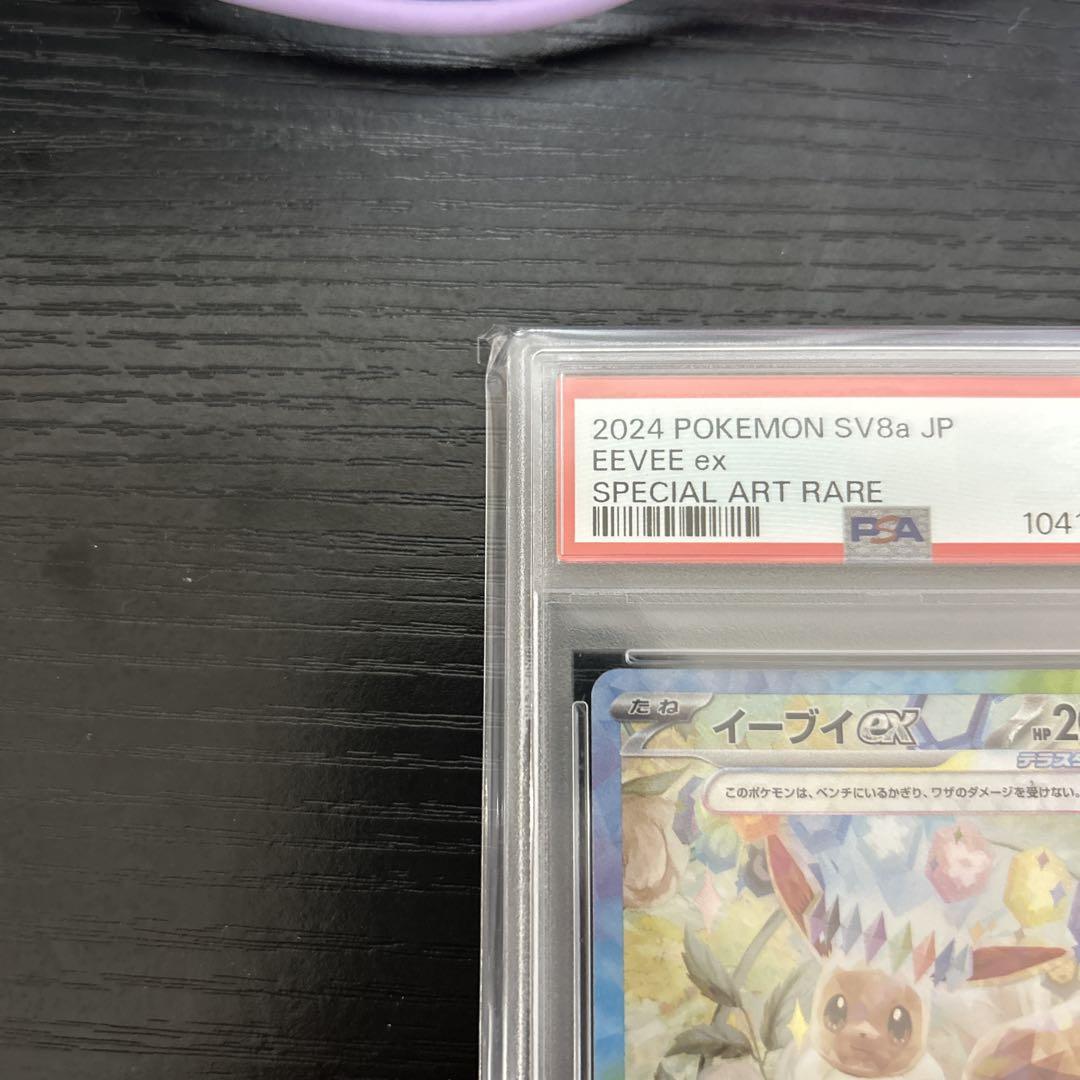 2024 POKEMON SV8a JP
EEVEE ex
SPECIAL ART RARE
PSA
たね
イーブイex
HP
このポケモンは、ベンチにいるかぎり、ワザのダメージを受けない。